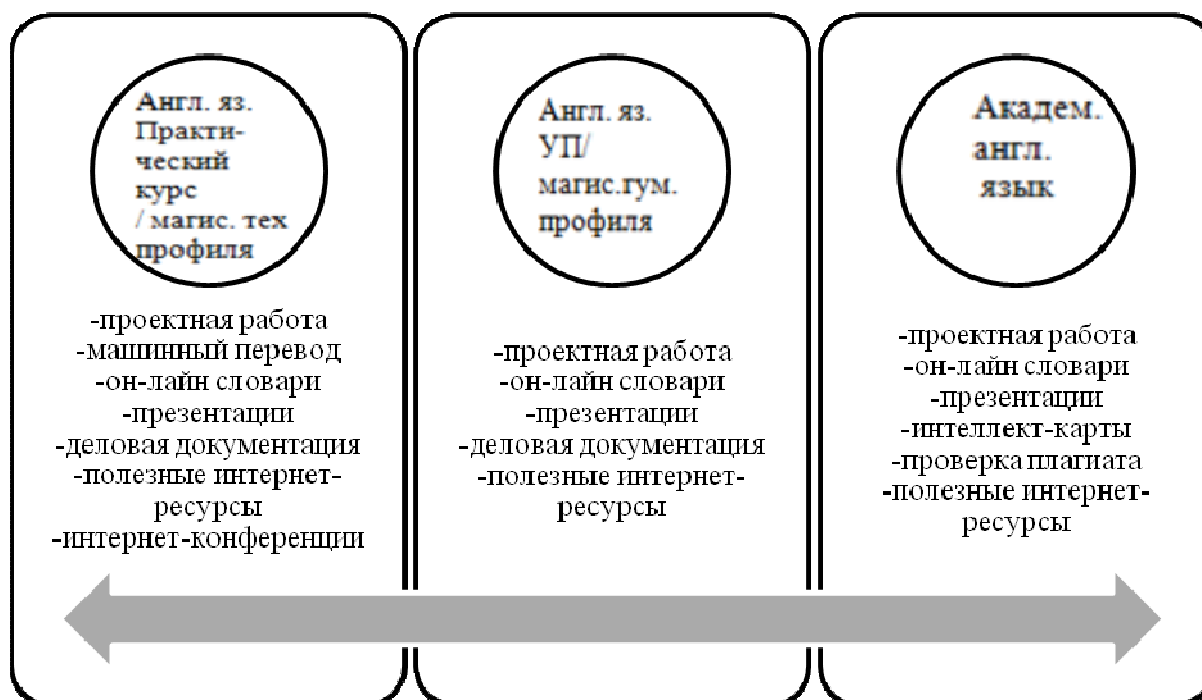 Англ. яз.
Практи-
ческий
курс
/ магис. тех
профиля
-проектная работа
-машинный перевод
-он-лайн словари
-презентации
-деловая документация
-полезные интернет-
ресурсы
-интернет-конференции
Англ. яз.
УП/
магис.гум.
профиля
-проектная работа
-он-лайн словари
-презентации
-деловая документация
-полезные интернет-
ресурсы
Академ.
англ.
язык
-проектная работа
-он-лайн словари
-презентации
-интеллект-карты
-проверка плагиата
-полезные интернет-
ресурсы